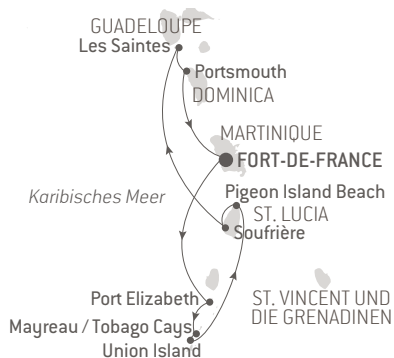 GUADELOUPE
Les Saintes
Portsmouth
DOMINICA
MARTINIQUE
FORT-DE-FRANCE
Karibisches Meer
Pigeon Island Beach
ST. LUCIA
Soufrière
Port Elizabeth
ST. VINCENT UND
DIE GRENADINEN
Mayreau / Tobago Cays
Union Island